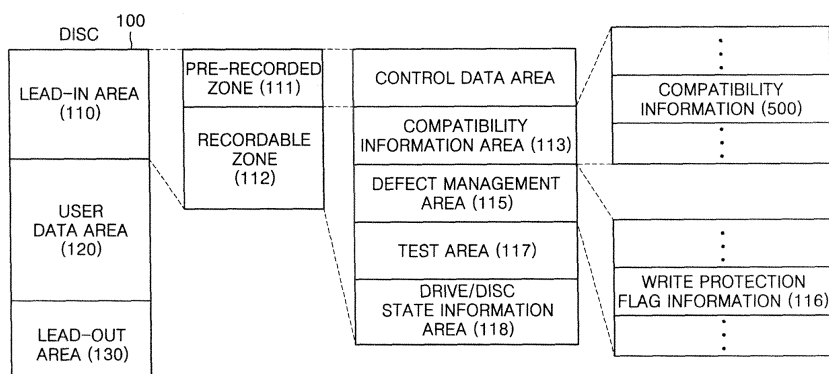 100
DISC
LEAD-IN AREA
(110)
USER
DATA AREA
(120)
LEAD-OUT
AREA (130)
PRE-RECORDED
ZONE (111)
RECORDABLE
ZONE
(112)
CONTROL DATA AREA
COMPATIBILITY
INFORMATION AREA (113)
DEFECT MANAGEMENT
AREA (115)
TEST AREA (117)
DRIVE/DISC
STATE INFORMATION
AREA (118)
COMPATIBILITY
INFORMATION (500)
WRITE PROTECTION
FLAG INFORMATION (116)